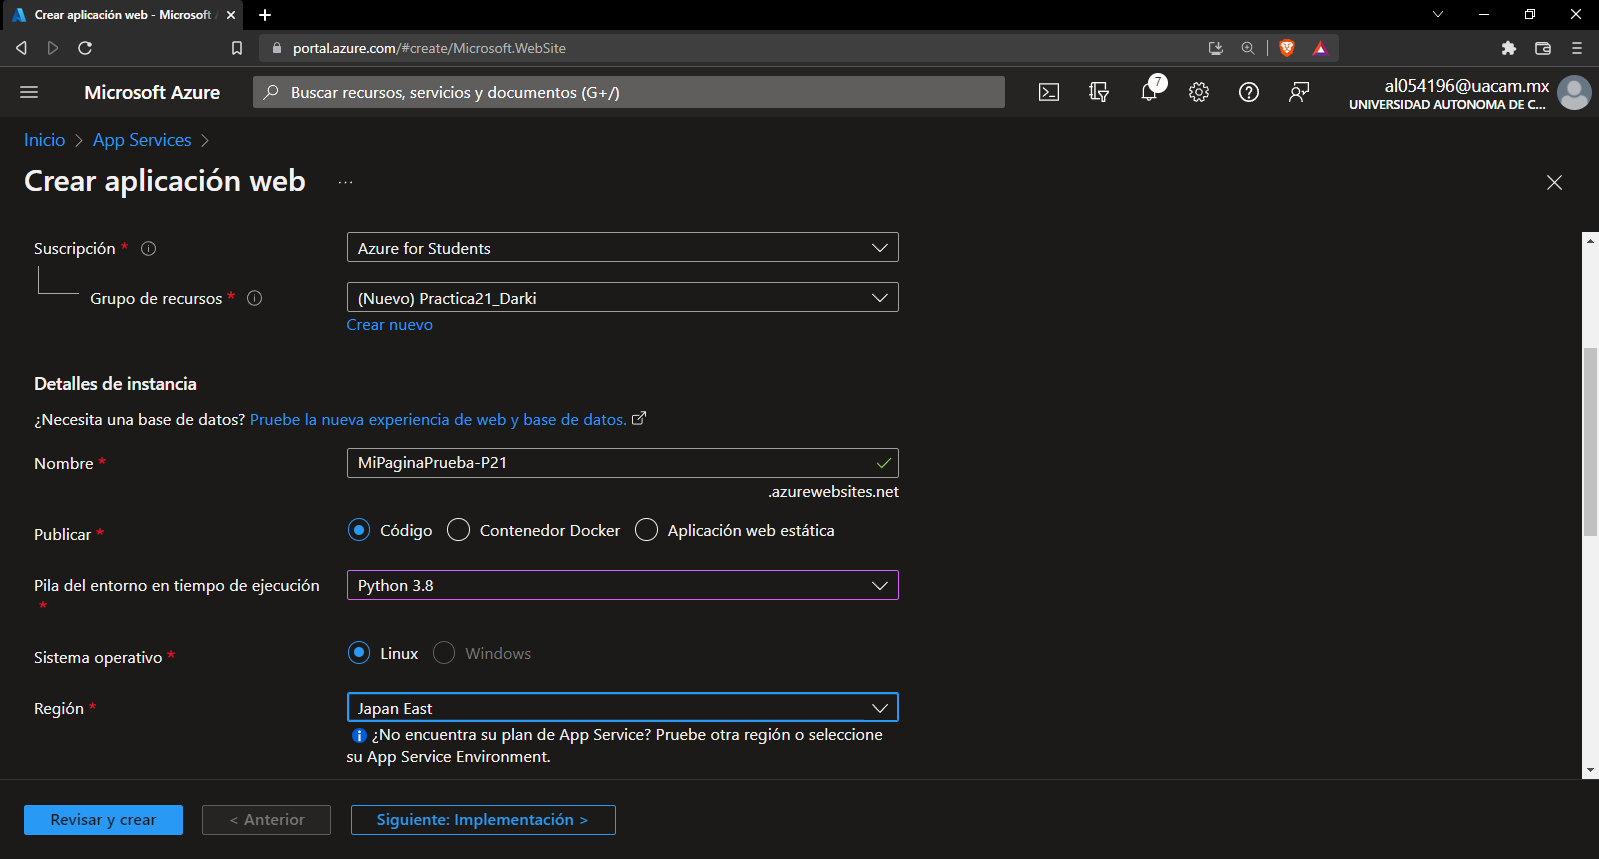 Crear aplicación web - Microsoft A
portal.azure.com/#create/Microsoft.WebSite
Microsoft Azure
Buscar recursos, servicios y documentos (G+/)
7
al054196@uacam.mx
UNIVERSIDAD AUTONOMA DE C...
Inicio > App Services >
Crear aplicación web ...
Suscripción *
Azure for Students
Grupo de recursos *
(Nuevo) Practica21_Darki
Crear nuevo
Detalles de instancia
¿Necesita una base de datos? Pruebe la nueva experiencia de web y base de datos.
Nombre *
MiPaginaPrueba-P21
.azurewebsites.net
Publicar *
Código
Contenedor Docker
Aplicación web estática
Pila del entorno en tiempo de ejecución
*
Python 3.8
Sistema operativo *
Linux
Windows
Región *
Japan East
¿No encuentra su plan de App Service? Pruebe otra región o seleccione
su App Service Environment.
Revisar y crear
< Anterior
Siguiente: Implementación >